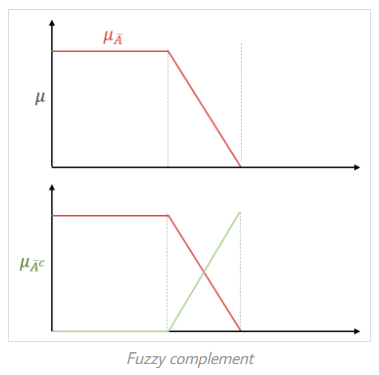 μ_Ã
μ
μ_Ã^C
Fuzzy complement